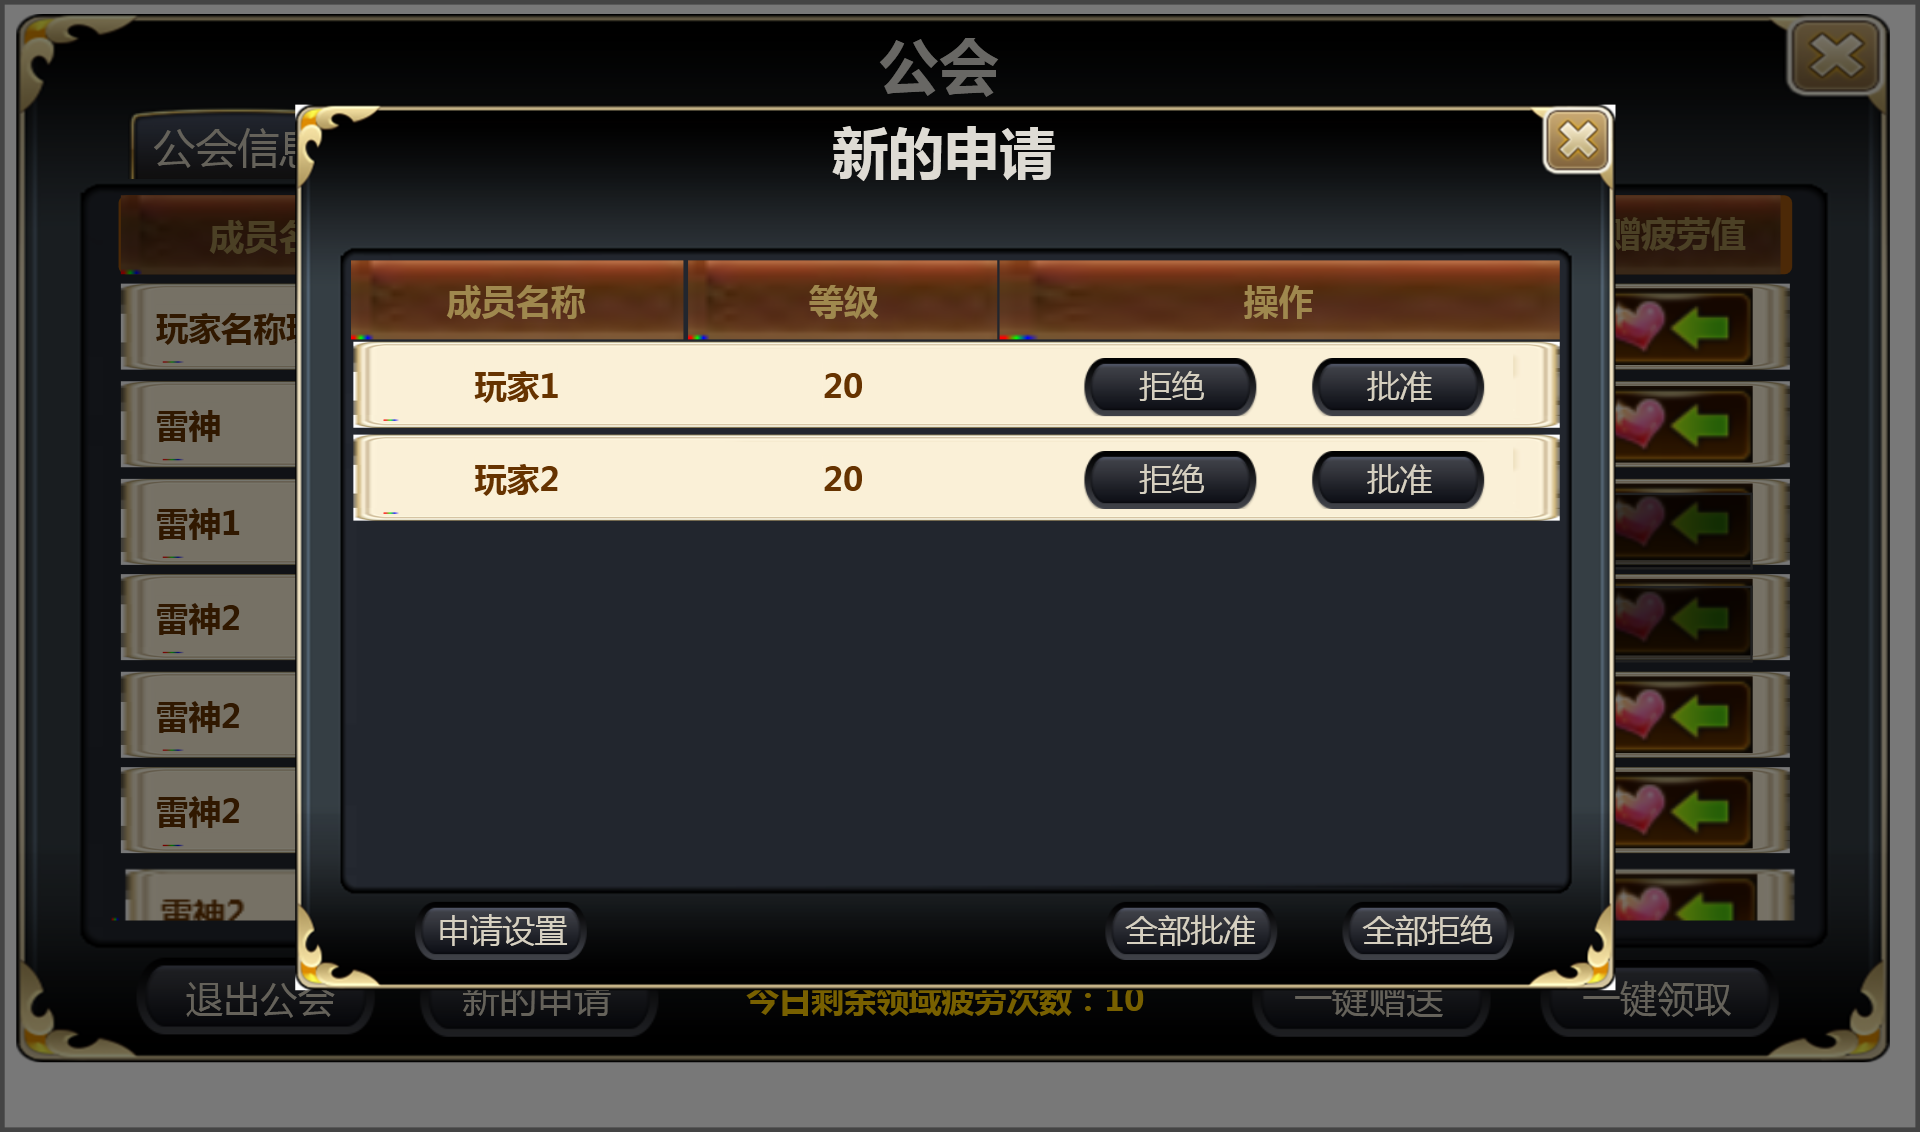 公会
公会信息
新的申请
成员名
赠疲劳值
成员名称 等级 操作
玩家名称玩
玩家1 20 拒绝 批准
雷神
玩家2 20 拒绝 批准
雷神1
雷神2
雷神2
雷神2
雷神2
申请设置 全部批准 全部拒绝
退出公会 新的申请 今日剩余领域疲劳次数：10 一键赠送 一键领取